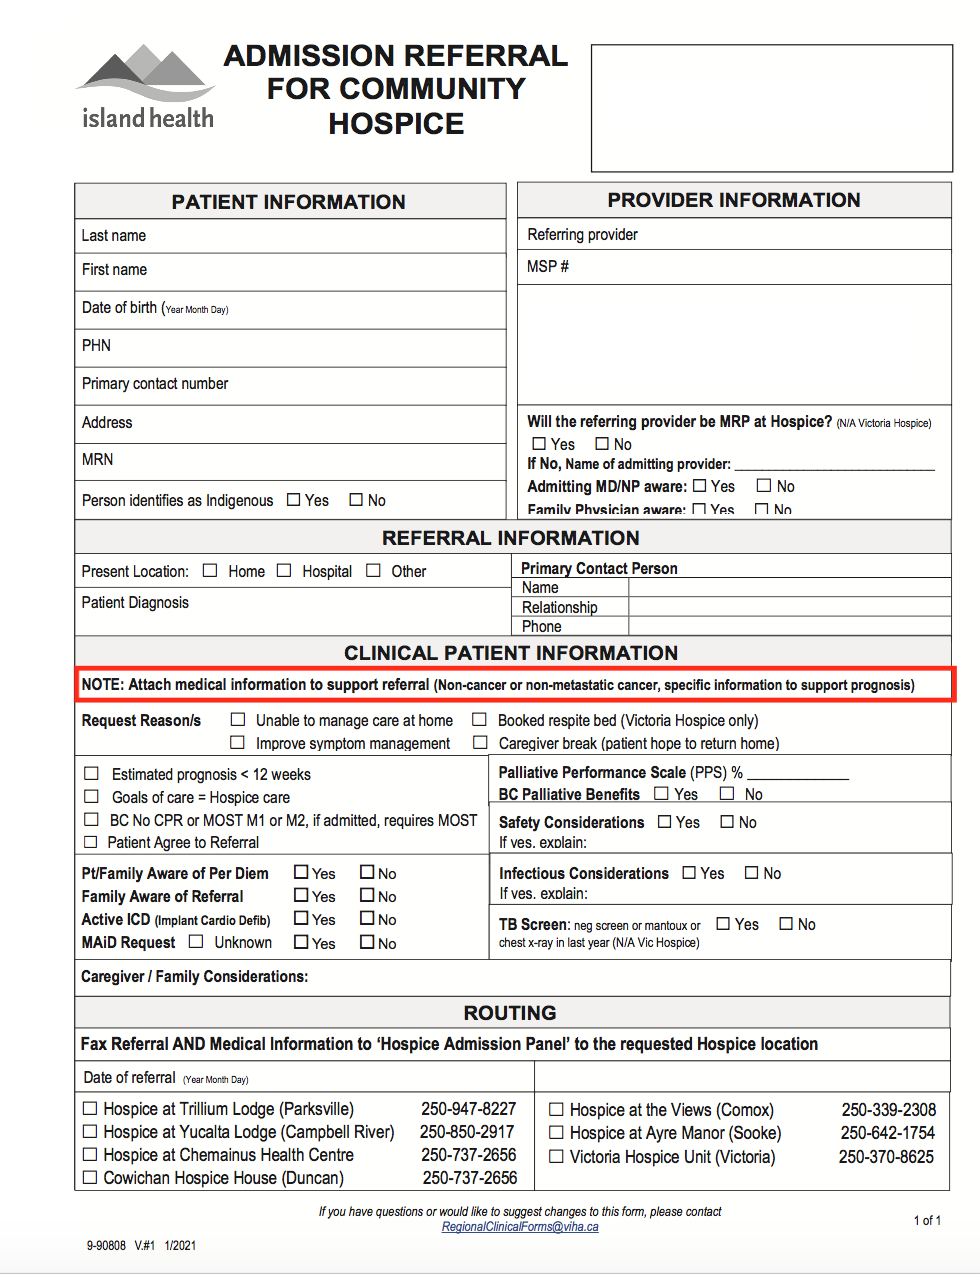 island health
ADMISSION REFERRAL
FOR COMMUNITY
HOSPICE
PATIENT INFORMATION
Last name
First name
Date of birth (Year Month Day)
PHN
Primary contact number
Address
MRN
Person identifies as Indigenous ☐ Yes ☐ No
PROVIDER INFORMATION
Referring provider
MSP #
Will the referring provider be MRP at Hospice? (N/A Victoria Hospice)
☐ Yes ☐ No
If No, Name of admitting provider: ___________________________
Admitting MD/NP aware: ☐ Yes ☐ No
Family Physician aware: ☐ Yes ☐ No
REFERRAL INFORMATION
Present Location: ☐ Home ☐ Hospital ☐ Other
Patient Diagnosis
Primary Contact Person
Name
Relationship
Phone
CLINICAL PATIENT INFORMATION
NOTE: Attach medical information to support referral (Non-cancer or non-metastatic cancer, specific information to support prognosis)
Request Reason/s ☐ Unable to manage care at home ☐ Booked respite bed (Victoria Hospice only)
☐ Improve symptom management ☐ Caregiver break (patient hope to return home)
☐ Estimated prognosis < 12 weeks
☐ Goals of care = Hospice care
☐ BC No CPR or MOST M1 or M2, if admitted, requires MOST
☐ Patient Agree to Referral
Palliative Performance Scale (PPS) % ____________
BC Palliative Benefits ☐ Yes ☐ No
Safety Considerations ☐ Yes ☐ No
If yes, explain:
Pt/Family Aware of Per Diem ☐ Yes ☐ No
Family Aware of Referral ☐ Yes ☐ No
Active ICD (Implant Cardio Defib) ☐ Yes ☐ No
MAiD Request ☐ Unknown ☐ Yes ☐ No
Infectious Considerations ☐ Yes ☐ No
If yes, explain:
TB Screen: neg screen or mantoux or ☐ Yes ☐ No
chest x-ray in last year (N/A Vic Hospice)
Caregiver / Family Considerations:
ROUTING
Fax Referral AND Medical Information to ‘Hospice Admission Panel’ to the requested Hospice location
Date of referral (Year Month Day)
☐ Hospice at Trillium Lodge (Parksville) 250-947-8227
☐ Hospice at Yucalta Lodge (Campbell River) 250-850-2917
☐ Hospice at Chemainus Health Centre 250-737-2656
☐ Cowichan Hospice House (Duncan) 250-737-2656
☐ Hospice at the Views (Comox) 250-339-2308
☐ Hospice at Ayre Manor (Sooke) 250-642-1754
☐ Victoria Hospice Unit (Victoria) 250-370-8625
If you have questions or would like to suggest changes to this form, please contact
RegionalClinicalForms@viha.ca
1 of 1
9-90808 V.#1 1/2021